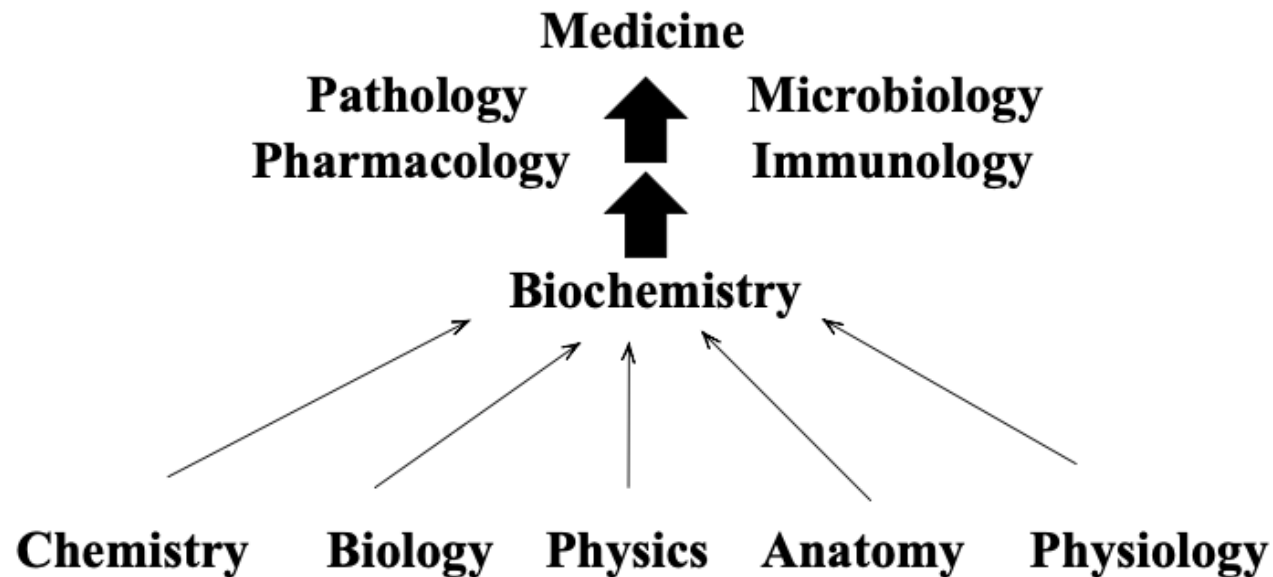 Medicine
Pathology Microbiology
Pharmacology Immunology
Biochemistry
Chemistry Biology Physics Anatomy Physiology